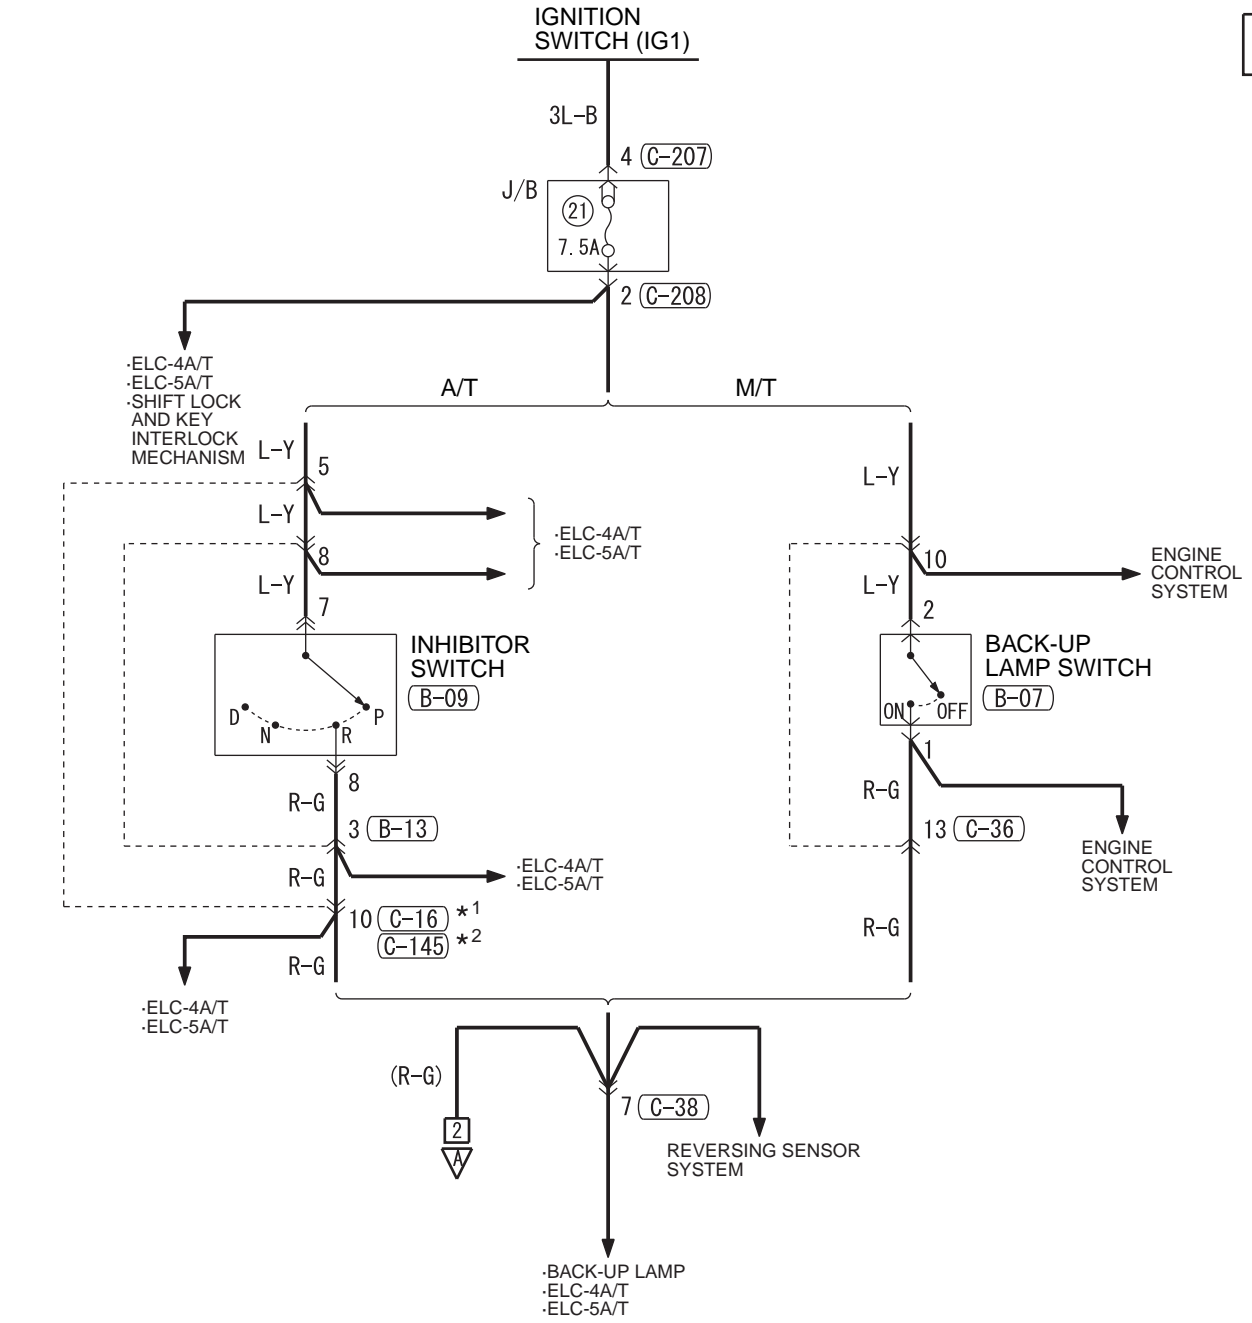 IGNITION
SWITCH (IG1)
3L-B
4 C-207
J/B
21
7.5A
2 C-208
·ELC-4A/T
·ELC-5A/T
·SHIFT LOCK
AND KEY
INTERLOCK
MECHANISM
A/T
M/T
L-Y
5
L-Y
L-Y
·ELC-4A/T
·ELC-5A/T
8
10
ENGINE
CONTROL
SYSTEM
L-Y
L-Y
7
2
INHIBITOR
SWITCH
B-09
BACK-UP
LAMP SWITCH
B-07
D
N
R
P
ON
OFF
8
1
R-G
R-G
3 B-13
13 C-36
ENGINE
CONTROL
SYSTEM
R-G
·ELC-4A/T
·ELC-5A/T
10 C-16 *1
C-145 *2
R-G
R-G
·ELC-4A/T
·ELC-5A/T
(R-G)
7 C-38
2
A
REVERSING SENSOR
SYSTEM
·BACK-UP LAMP
·ELC-4A/T
·ELC-5A/T